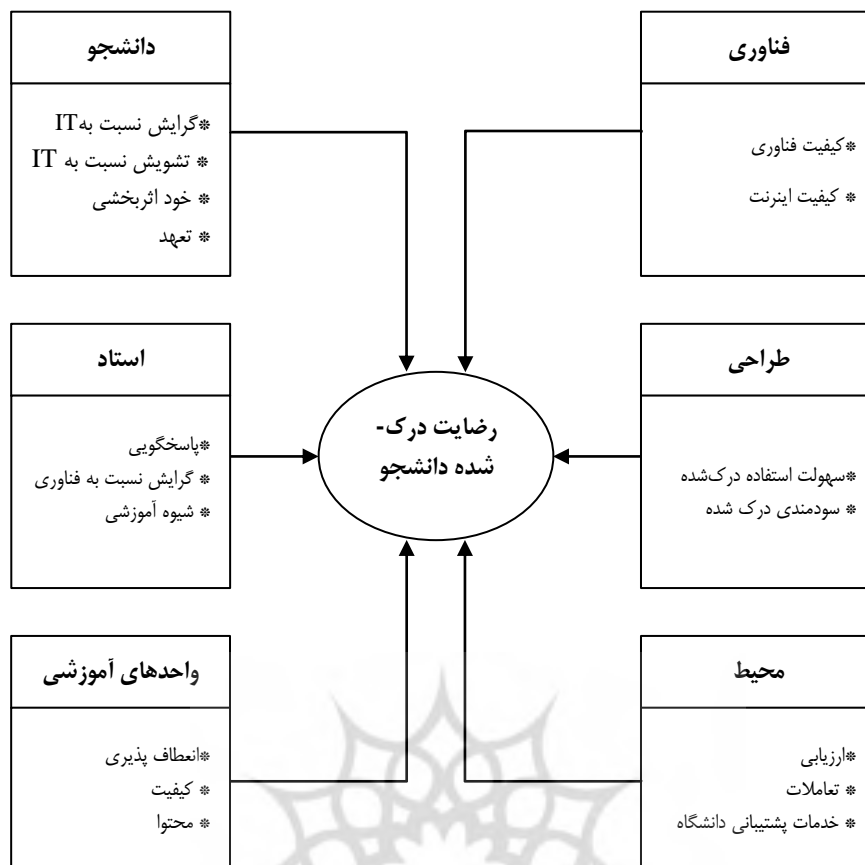 فناوری
*کیفیت فناوری
* کیفیت اینرنت
دانشجو
*گرایش نسبت به IT
* تشویش نسبت به IT
* خود اثربخشی
* تعهد
طراحی
*سهولت استفاده درک‌شده
* سودمندی درک شده
رضایت درک-
شده دانشجو
استاد
*پاسخگویی
* گرایش نسبت به فناوری
* شیوه آموزشی
محیط
*ارزیابی
* تعاملات
* خدمات پشتیبانی دانشگاه
واحدهای آموزشی
*انعطاف پذیری
* کیفیت
* محتوا